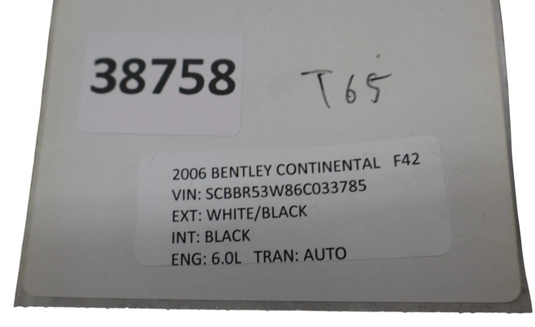 38758
T65
2006 BENTLEY CONTINENTAL F42
VIN: SCBBR53W86C033785
EXT: WHITE/BLACK
INT: BLACK
ENG: 6.0L TRAN: AUTO